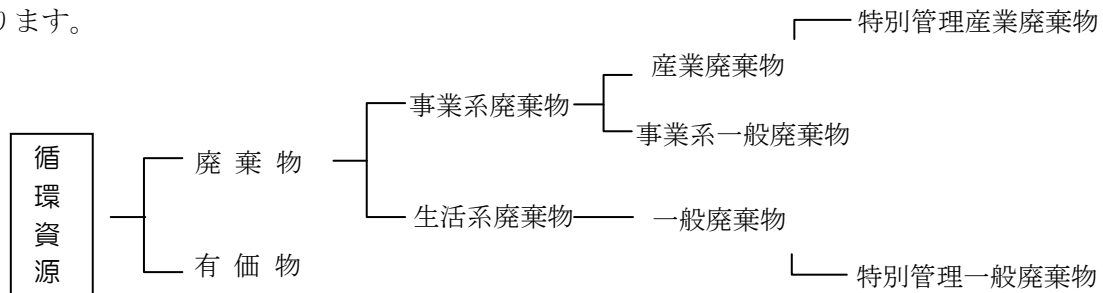 ります。
特別管理産業廃棄物
産業廃棄物
事業系廃棄物
事業系一般廃棄物
循環資源
廃棄物
生活系廃棄物
一般廃棄物
有価物
特別管理一般廃棄物